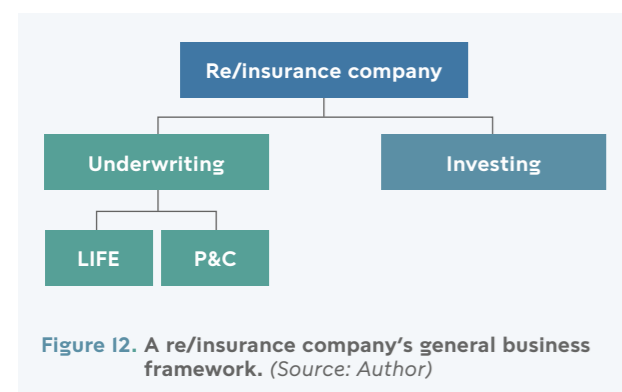 Re/insurance company
Underwriting
Investing
LIFE
P&C
Figure 12. A re/insurance company's general business
framework. (Source: Author)